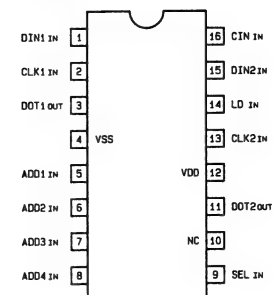 DIN1 IN 1 16 CIN IN
CLK1 IN 2 15 DIN2 IN
DOT1 OUT 3 14 LD IN
4 VSS 13 CLK2 IN
ADD1 IN 5 VDD 12
ADD2 IN 6 11 DOT2 OUT
ADD3 IN 7 NC 10
ADD4 IN 8 9 SEL IN